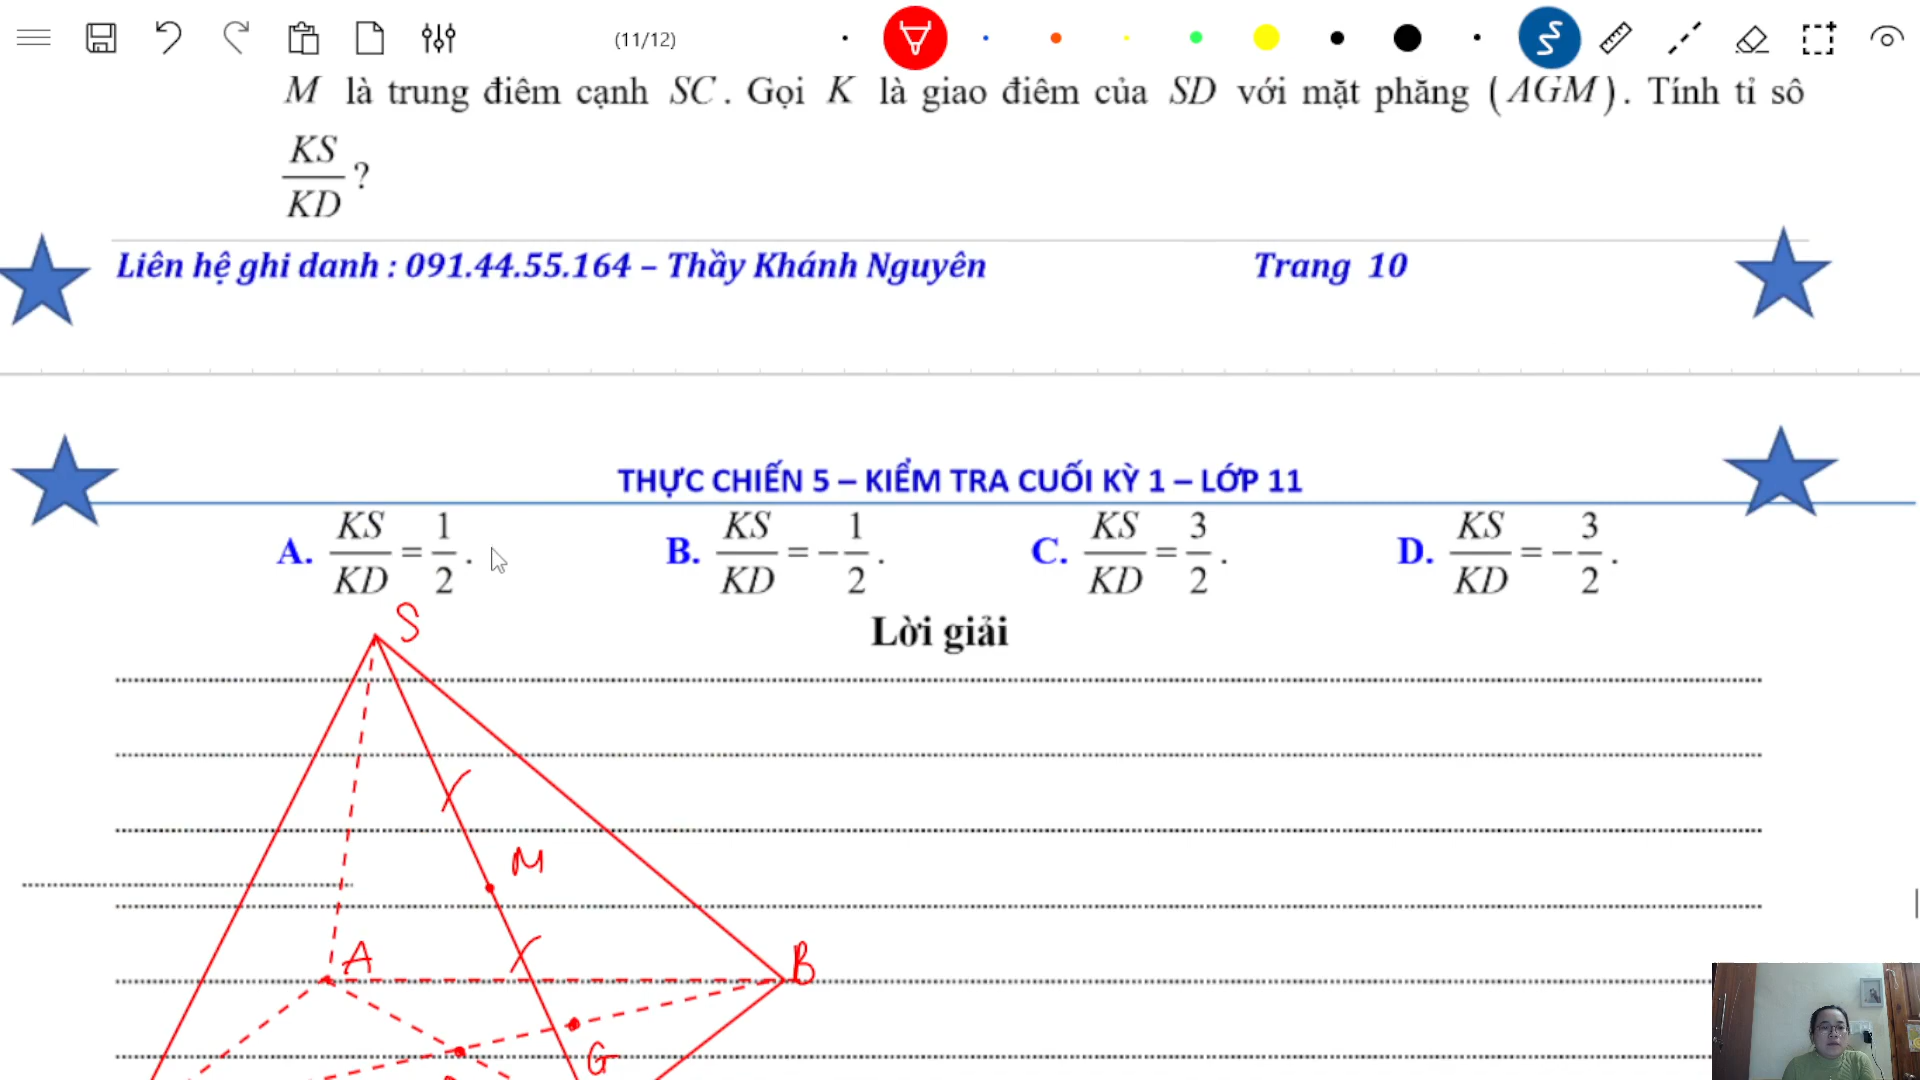 (11/12)
M là trung điểm cạnh SC. Gọi K là giao điểm của SD với mặt phẳng (AGM). Tính tỉ số
KS/KD ?
Liên hệ ghi danh : 091.44.55.164 – Thầy Khánh Nguyên Trang 10
THỰC CHIẾN 5 – KIỂM TRA CUỐI KỲ 1 – LỚP 11
A. KS/KD = 1/2. B. KS/KD = -1/2. C. KS/KD = 3/2. D. KS/KD = -3/2.
S
Lời giải
M
A
B
G